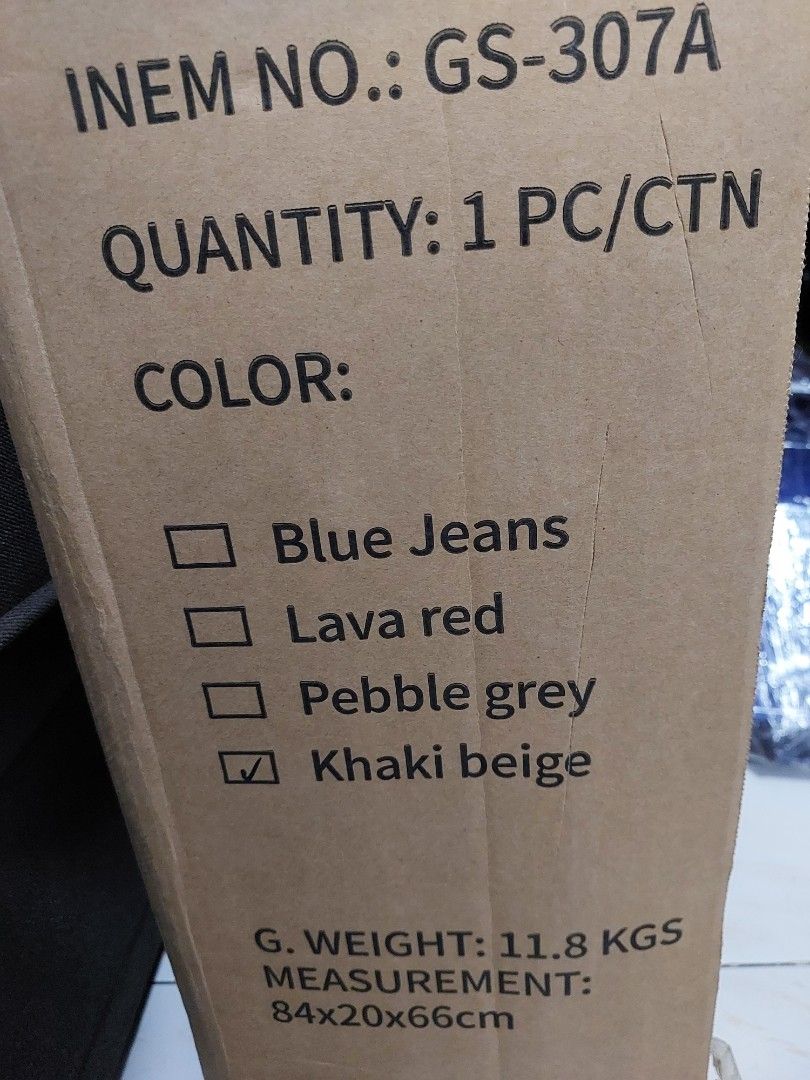 INEM NO.: GS-307A
QUANTITY: 1 PC/CTN
COLOR:
Blue Jeans
Lava red
Pebble grey
✓ Khaki beige
G. WEIGHT: 11.8 KGS
MEASUREMENT:
84x20x66cm